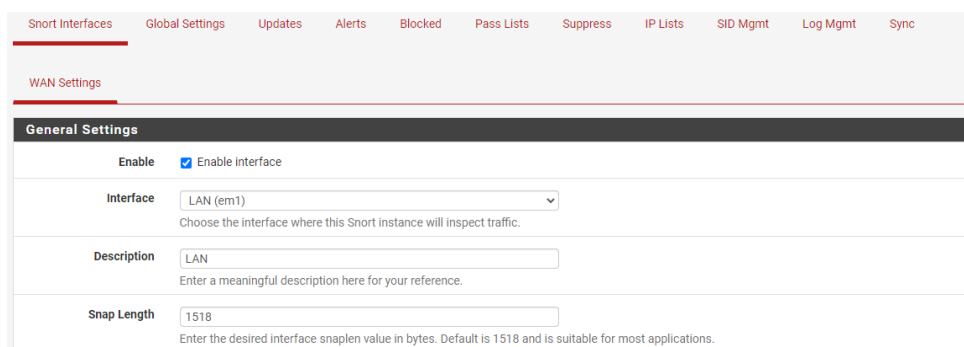 Snort Interfaces Global Settings Updates Alerts Blocked Pass Lists Suppress IP Lists SID Mgmt Log Mgmt Sync
WAN Settings
General Settings
Enable Enable interface
Interface LAN (em1)
Choose the interface where this Snort instance will inspect traffic.
Description LAN
Enter a meaningful description here for your reference.
Snap Length 1518
Enter the desired interface snaplen value in bytes. Default is 1518 and is suitable for most applications.